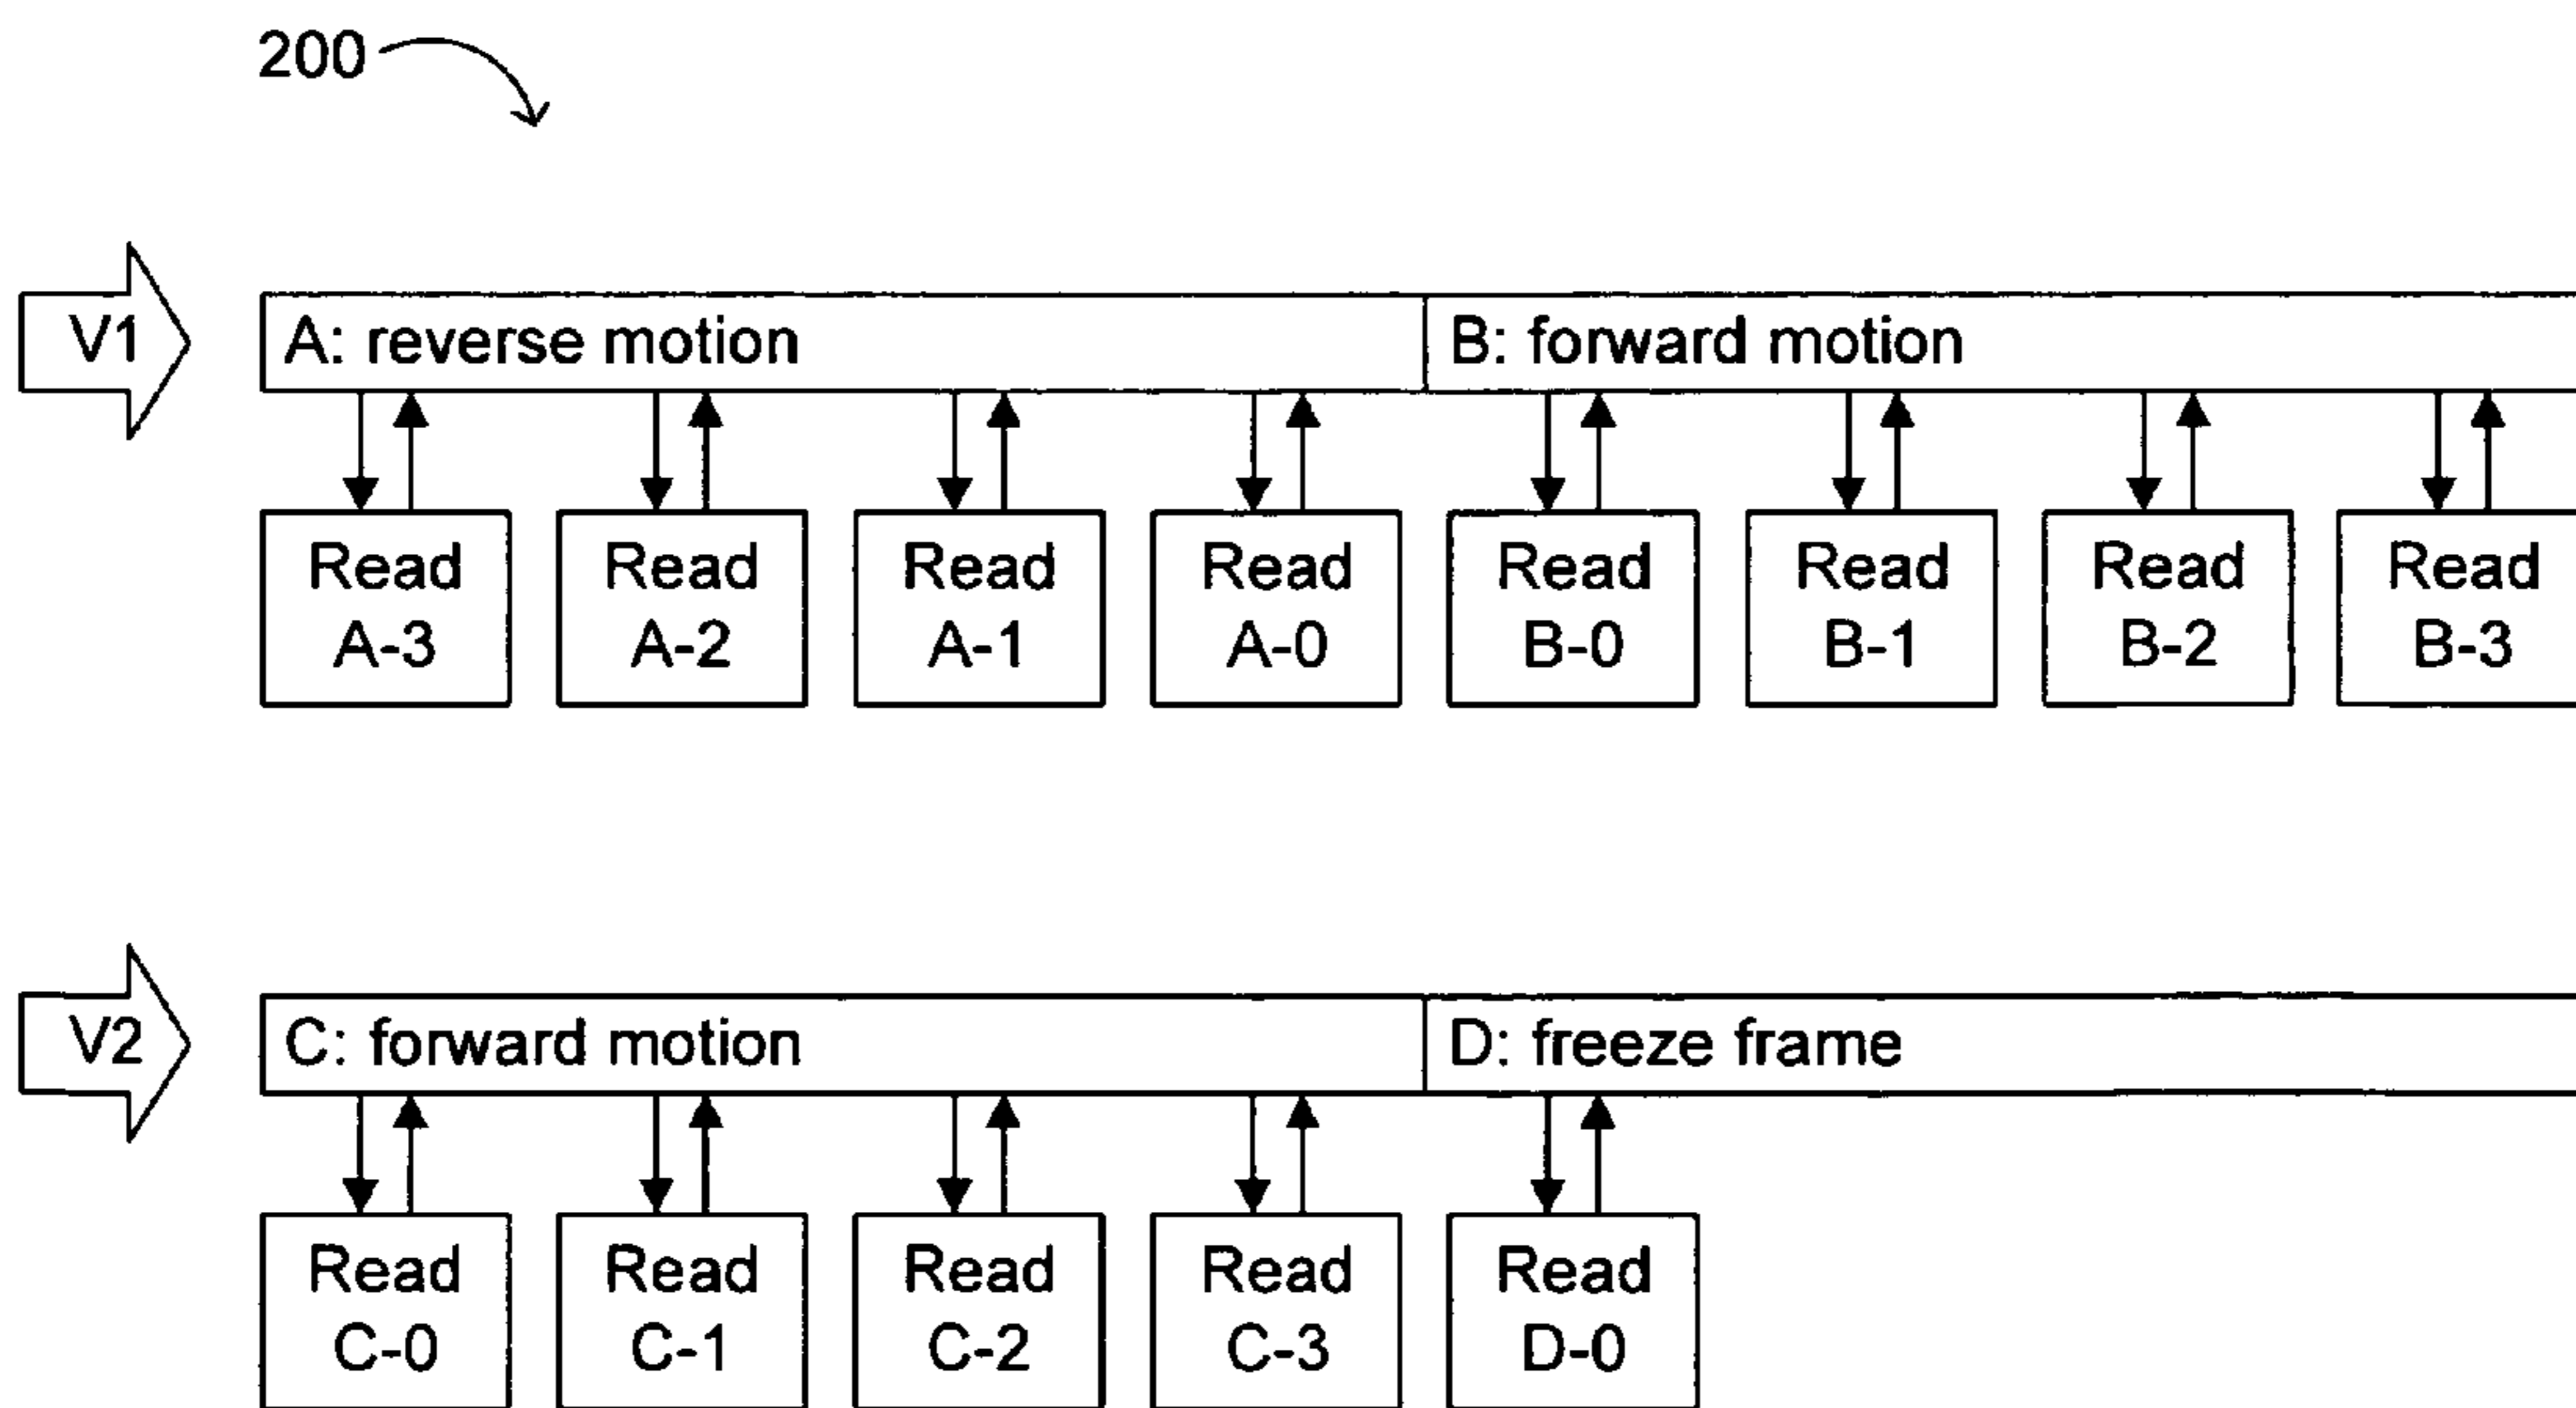 200
V1
A: reverse motion
B: forward motion
Read
A-3
Read
A-2
Read
A-1
Read
A-0
Read
B-0
Read
B-1
Read
B-2
Read
B-3
V2
C: forward motion
D: freeze frame
Read
C-0
Read
C-1
Read
C-2
Read
C-3
Read
D-0